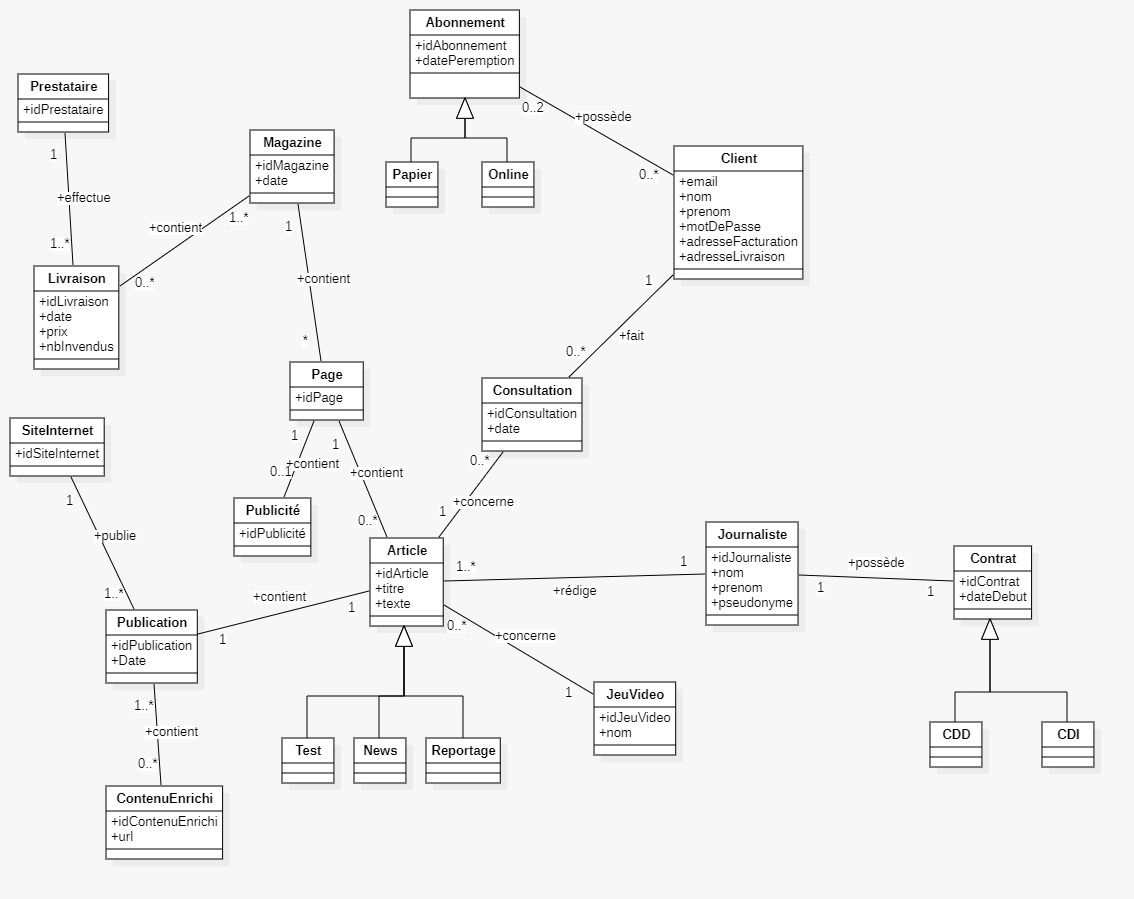 Abonnement
+idAbonnement
+datePeremption
0..2
+possède
0..*
Papier
Online
Client
+email
+nom
+prenom
+motDePasse
+adresseFacturation
+adresseLivraison
Prestataire
+idPrestataire
1
+effectue
1..*
Magazine
+idMagazine
+date
1..*
+contient
0..*
Livraison
+idLivraison
+date
+prix
+nbInvendus
1
+contient
*
1
+fait
0..*
Page
+idPage
Consultation
+idConsultation
+date
1
+contient
0..1
1
+contient
0..*
0..*
+concerne
1
SiteInternet
+idSiteInternet
1
+publie
1..*
Publicité
+idPublicité
Article
+idArticle
+titre
+texte
1..*
+rédige
1
Journaliste
+idJournaliste
+nom
+prenom
+pseudonyme
+possède
1
1
Contrat
+idContrat
+dateDebut
Publication
+idPublication
+Date
+contient
1
1
0..*
+concerne
1
JeuVideo
+idJeuVideo
+nom
1..*
+contient
0..*
Test
News
Reportage
CDD
CDI
ContenuEnrichi
+idContenuEnrichi
+url